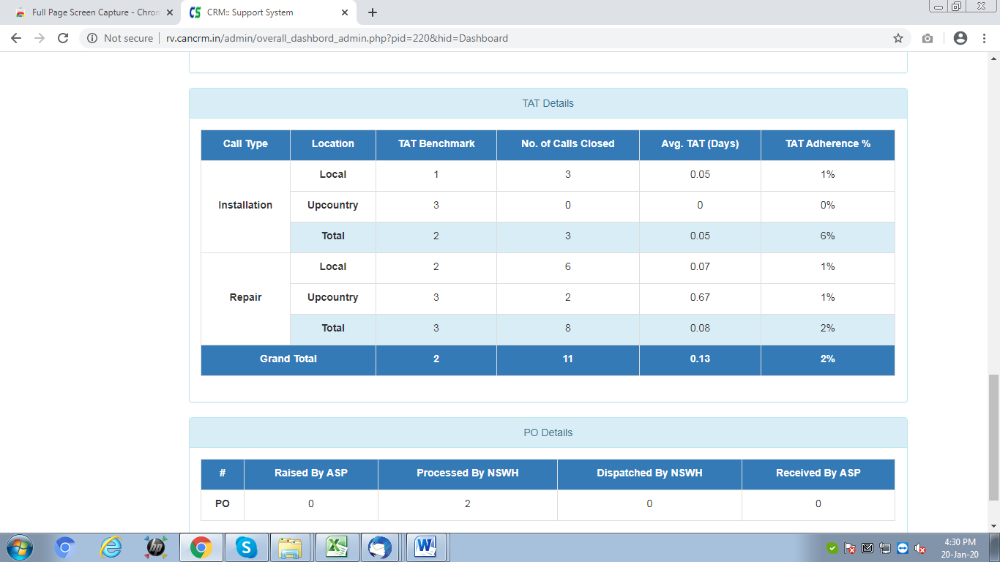 Full Page Screen Capture - Chron
CRM:: Support System
Not secure rv.cancrm.in/admin/overall_dashbord_admin.php?pid=220&hid=Dashboard
TAT Details
Call Type Location TAT Benchmark No. of Calls Closed Avg. TAT (Days) TAT Adherence %
Local 1 3 0.05 1%
Installation Upcountry 3 0 0 0%
Total 2 3 0.05 6%
Local 2 6 0.07 1%
Repair Upcountry 3 2 0.67 1%
Total 3 8 0.08 2%
Grand Total 2 11 0.13 2%
PO Details
# Raised By ASP Processed By NSWH Dispatched By NSWH Received By ASP
PO 0 2 0 0
4:30 PM
20-Jan-20